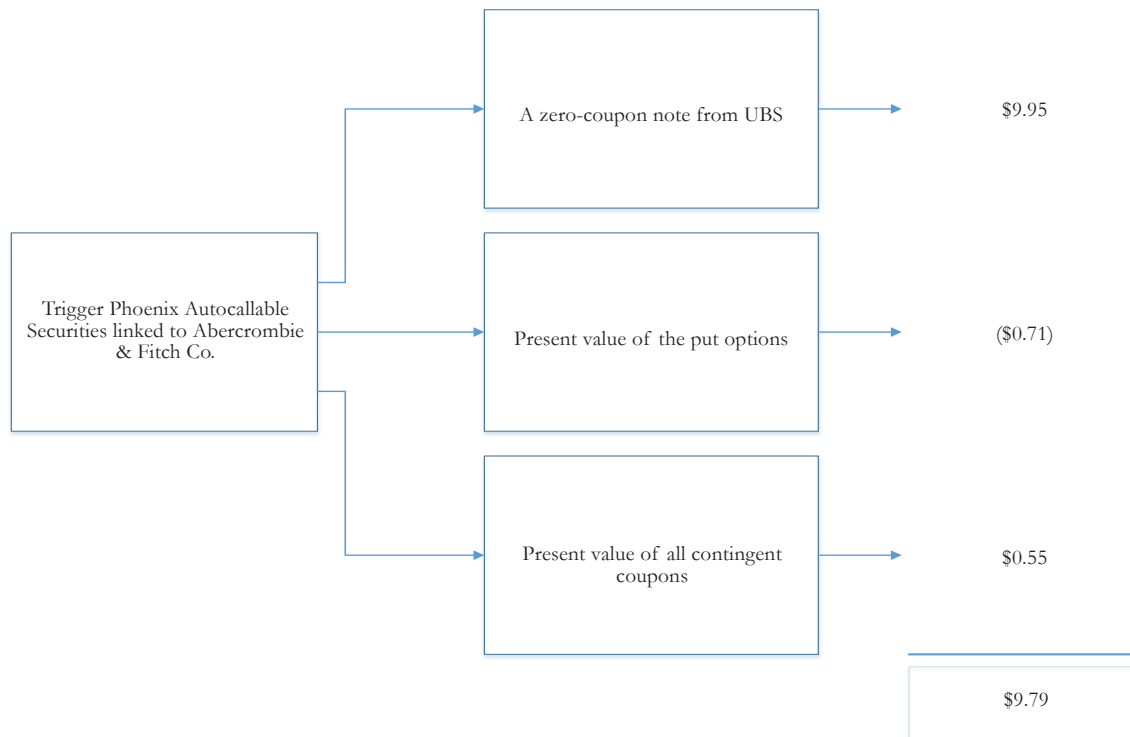 A zero-coupon note from UBS
$9.95
Trigger Phoenix Autocallable
Securities linked to Abercrombie
& Fitch Co.
Present value of the put options
($0.71)
Present value of all contingent
coupons
$0.55
$9.79